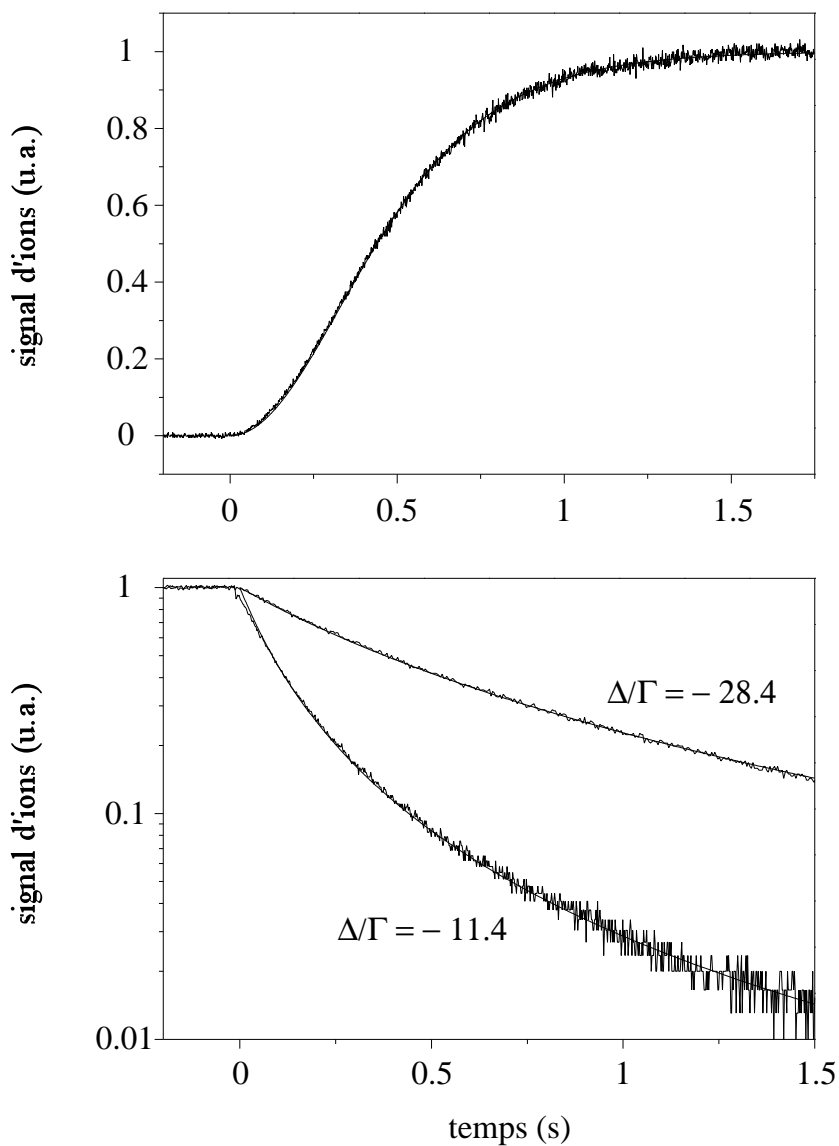 signal d'ions (u.a.)
1
0.8
0.6
0.4
0.2
0
0 0.5 1 1.5
signal d'ions (u.a.)
1
Δ/Γ = − 28.4
0.1
Δ/Γ = − 11.4
0.01
0 0.5 1 1.5
temps (s)